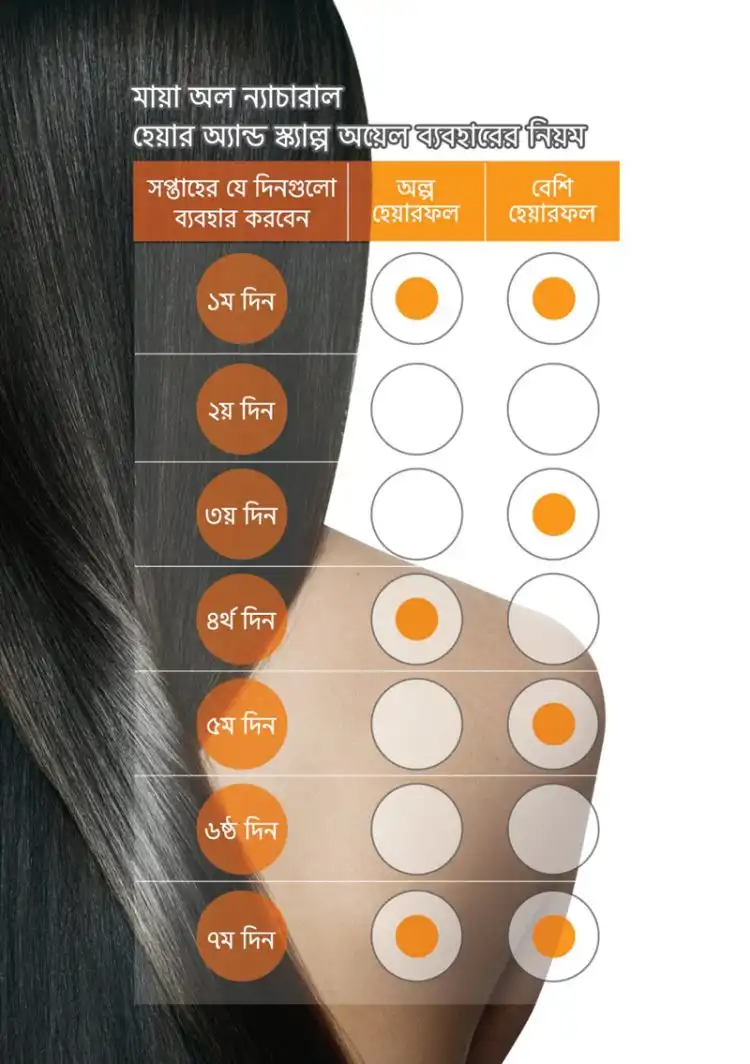 মায়া অল ন্যাচারাল
হেয়ার অ্যান্ড স্ক্যাল্প অয়েল ব্যবহারের নিয়ম
সপ্তাহের যে দিনগুলো
ব্যবহার করবেন
অল্প
হেয়ারফল
বেশি
হেয়ারফল
১ম দিন
২য় দিন
৩য় দিন
৪র্থ দিন
৫ম দিন
৬ষ্ঠ দিন
৭ম দিন